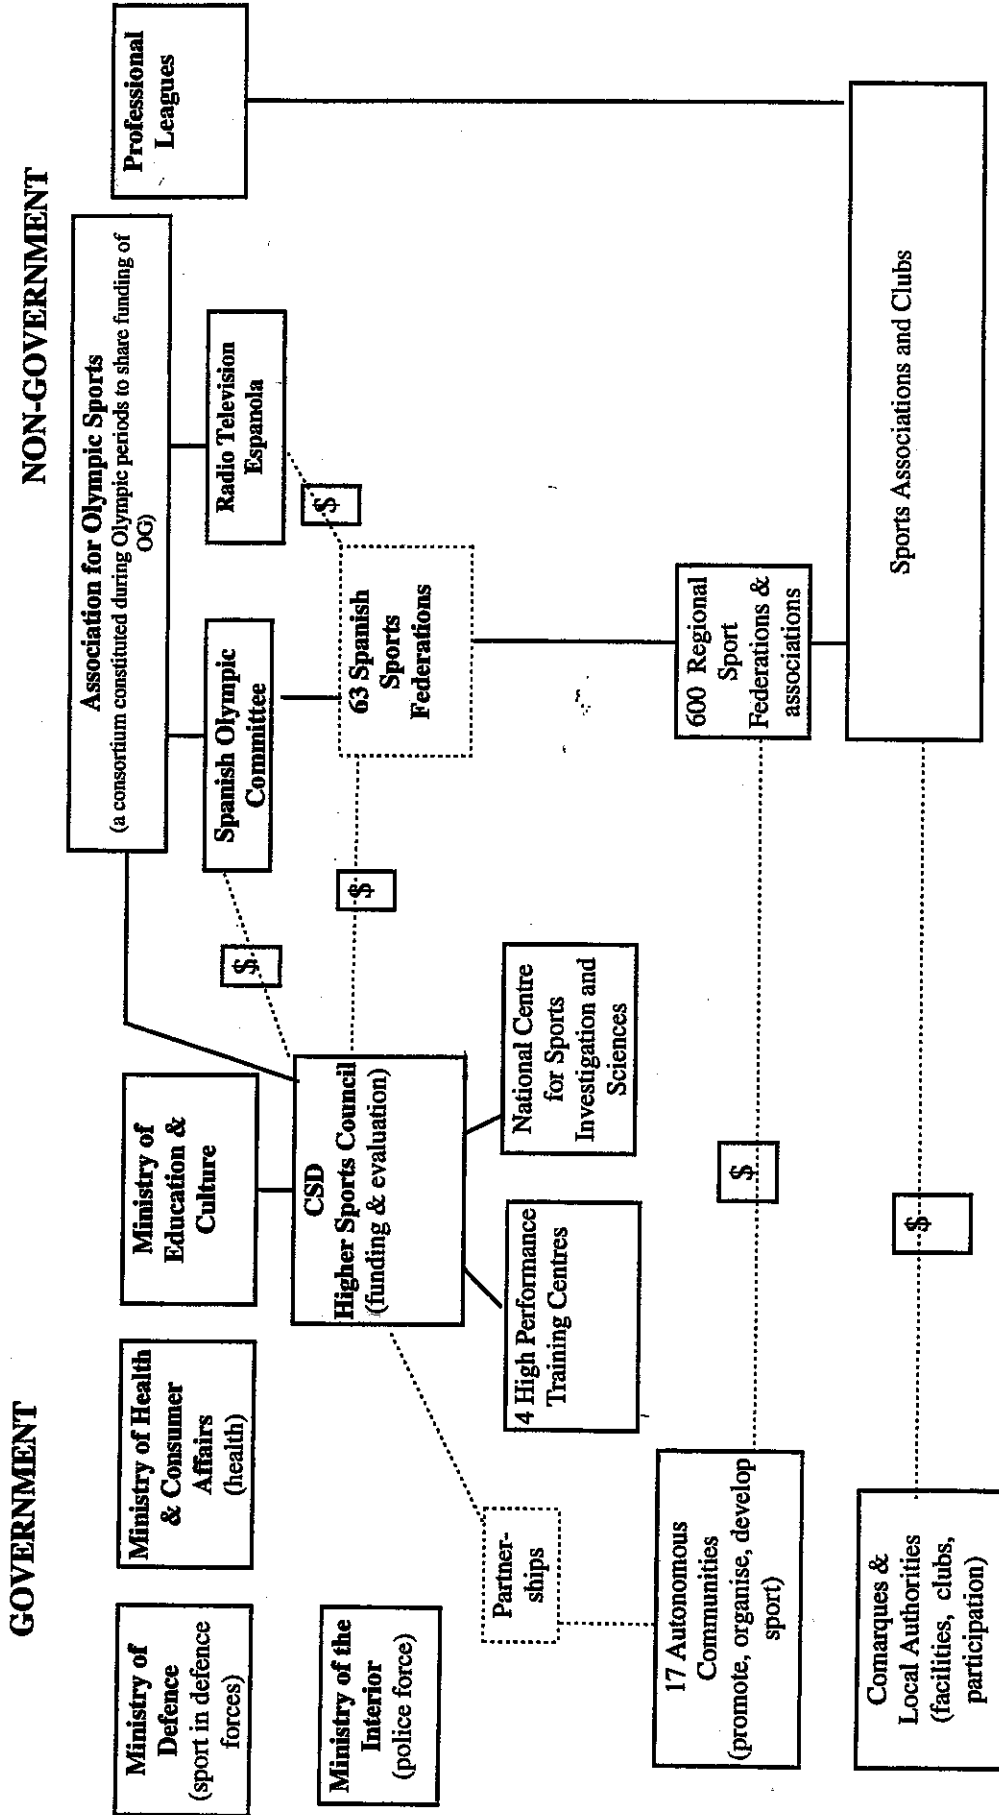 GOVERNMENT
NON-GOVERNMENT
Ministry of
Defence
(sport in defence
forces)
Ministry of Health
& Consumer
Affairs
(health)
Ministry of
Education &
Culture
Association for Olympic Sports
(a consortium constituted during Olympic periods to share funding of
OG)
Professional
Leagues
Ministry of the
Interior
(police force)
CSD
Higher Sports Council
(funding & evaluation)
$
Spanish Olympic
Committee
Radio Television
Espanola
$
$
63 Spanish
Sports
Federations
Partner-
ships
4 High Performance
Training Centres
National Centre
for Sports
Investigation and
Sciences
17 Autonomous
Communities
(promote, organise, develop
sport)
$
600 Regional
Sport
Federations &
associations
Comarques &
Local Authorities
(facilities, clubs,
participation)
$
Sports Associations and Clubs